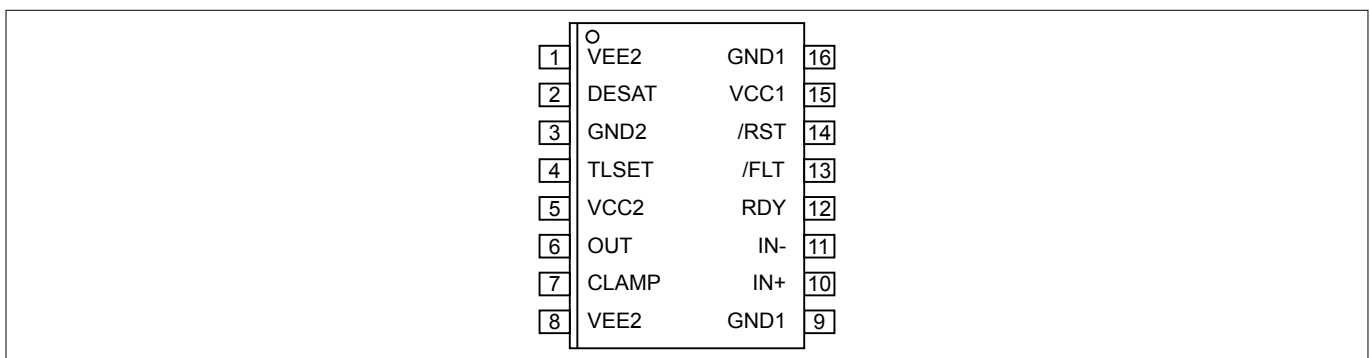 1 VEE2 GND1 16
2 DESAT VCC1 15
3 GND2 /RST 14
4 TLSET /FLT 13
5 VCC2 RDY 12
6 OUT IN- 11
7 CLAMP IN+ 10
8 VEE2 GND1 9